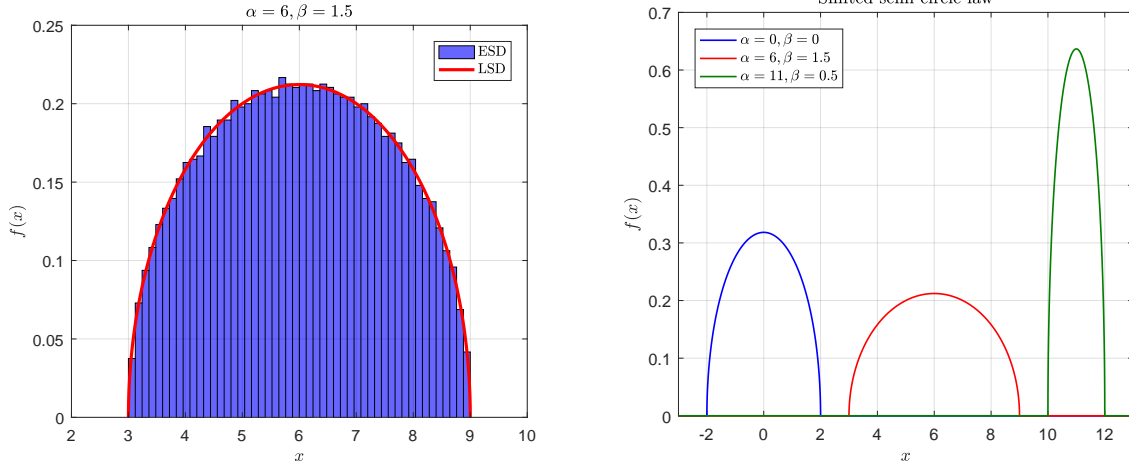 α = 6, β = 1.5
0.25
0.2
0.15
0.1
0.05
0
f(x)
2 3 4 5 6 7 8 9 10
x
ESD
LSD
Shifted semi circle law
0.7
0.6
0.5
0.4
0.3
0.2
0.1
0
f(x)
-2 0 2 4 6 8 10 12
x
α = 0, β = 0
α = 6, β = 1.5
α = 11, β = 0.5